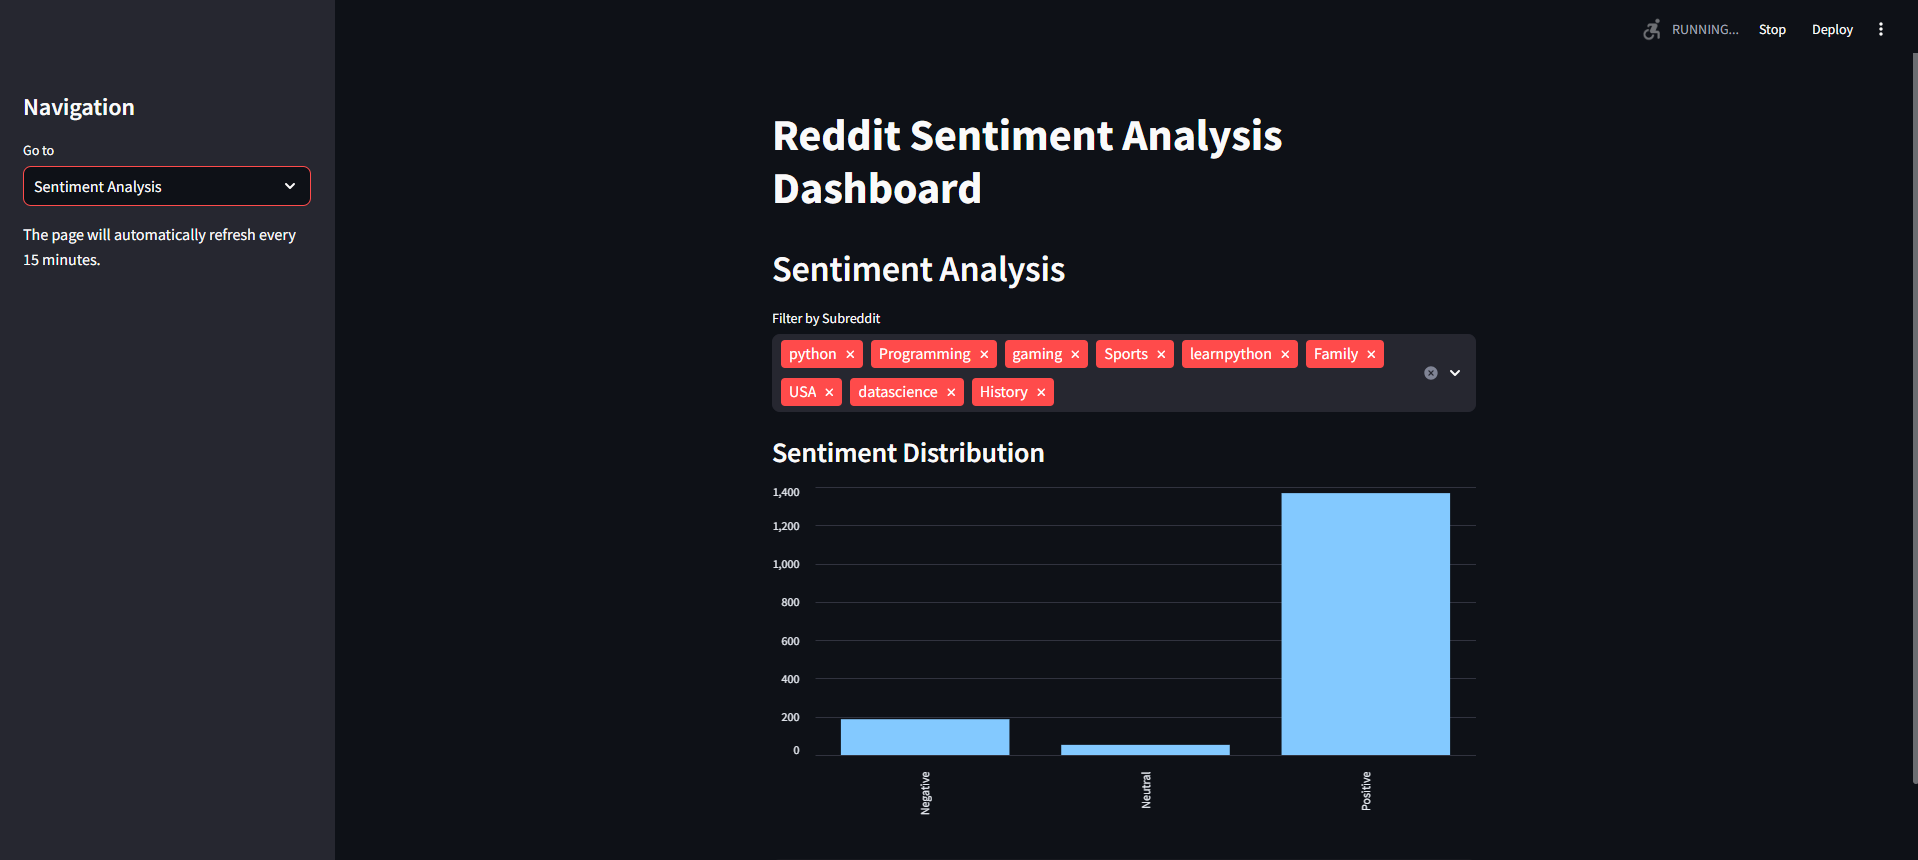 RUNNING...
Stop
Deploy
Navigation
Go to
Sentiment Analysis
The page will automatically refresh every
15 minutes.
Reddit Sentiment Analysis
Dashboard
Sentiment Analysis
Filter by Subreddit
python Programming gaming Sports learnpython Family
USA datascience History
Sentiment Distribution
1,400
1,200
1,000
800
600
400
200
0
Negative
Neutral
Positive